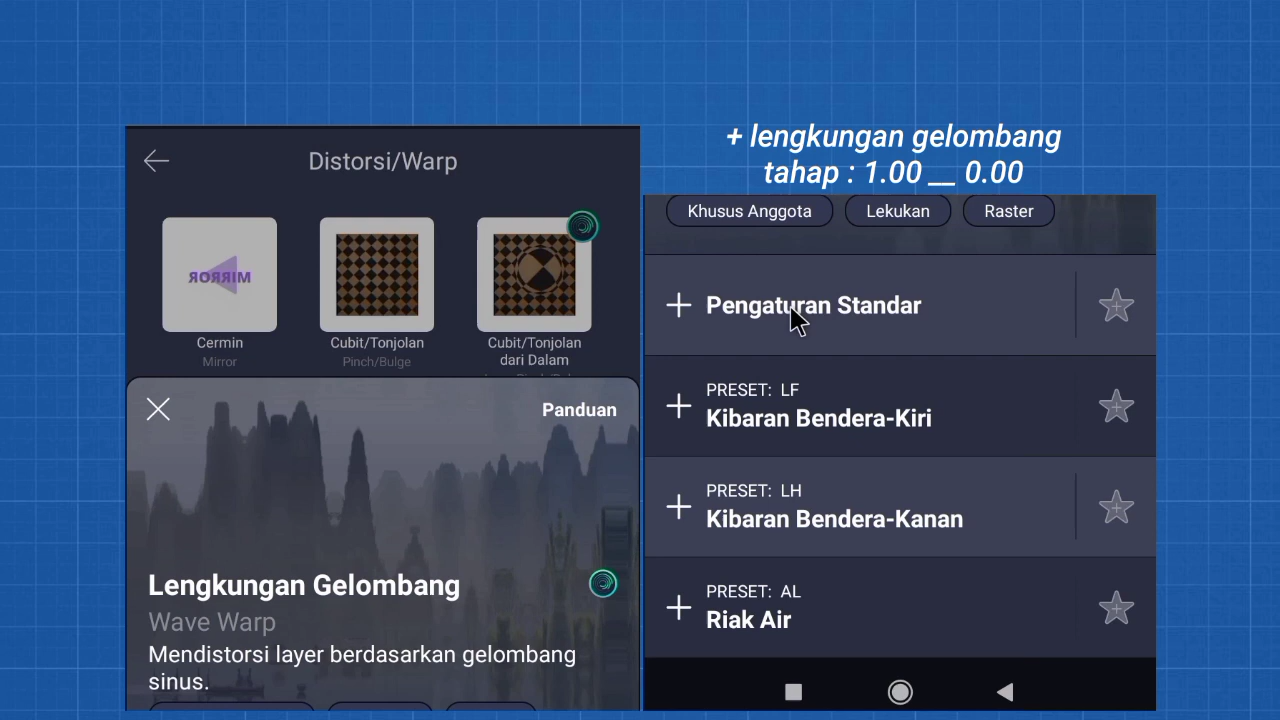 + lengkungan gelombang
tahap : 1.00 __ 0.00
Distorsi/Warp
MIRROR
Cermin
Mirror
Cubit/Tonjolan
Pinch/Bulge
Cubit/Tonjolan
dari Dalam
Panduan
Lengkungan Gelombang
Wave Warp
Mendistorsi layer berdasarkan gelombang
sinus.
Khusus Anggota
Lekukan
Raster
Pengaturan Standar
PRESET: LF
Kibaran Bendera-Kiri
PRESET: LH
Kibaran Bendera-Kanan
PRESET: AL
Riak Air